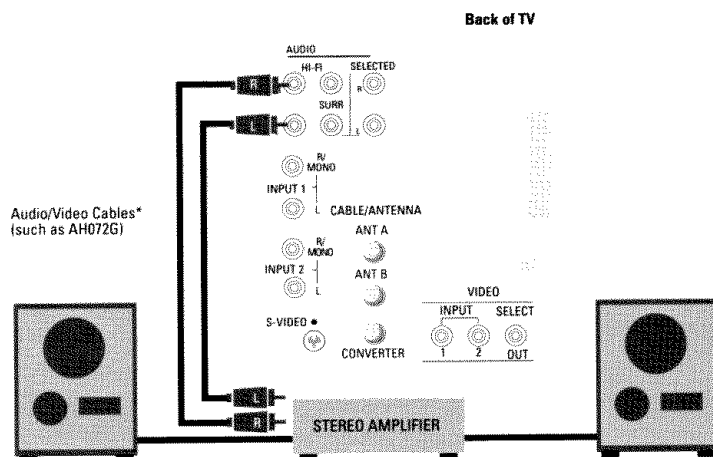 Back of TV
AUDIO
HI-FI SELECTED
R R
SURR
L L
R/
MONO
INPUT 1
L
CABLE/ANTENNA
Audio/Video Cables*
(such as AH072G)
ANT A
R/
MONO
INPUT 2
L
ANT B
VIDEO
INPUT SELECT
S-VIDEO
CONVERTER
1 2 OUT
L
R
STEREO AMPLIFIER